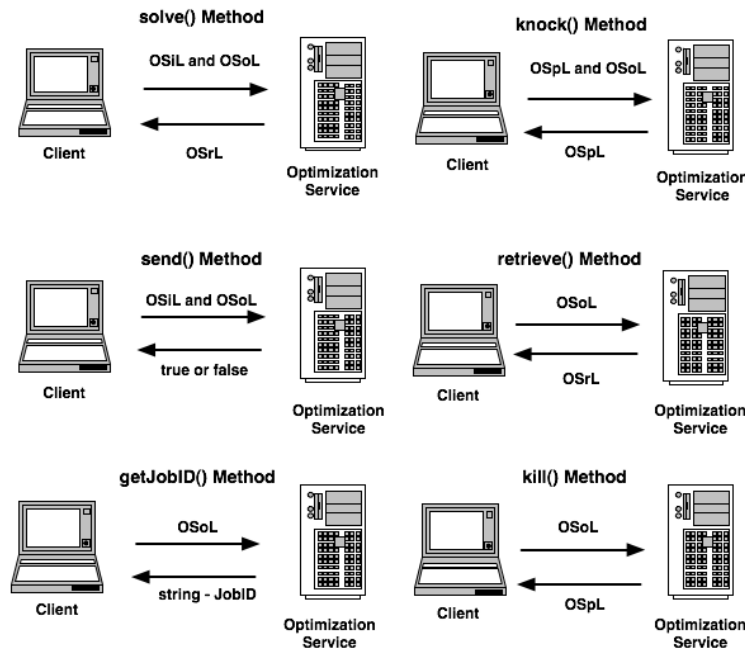 solve() Method
OSiL and OSoL
OSrL
Client
Optimization
Service
knock() Method
OSpL and OSoL
OSpL
Client
Optimization
Service
send() Method
OSiL and OSoL
true or false
Client
Optimization
Service
retrieve() Method
OSoL
OSrL
Client
Optimization
Service
getJobID() Method
OSoL
string - JobID
Client
Optimization
Service
kill() Method
OSoL
OSpL
Client
Optimization
Service